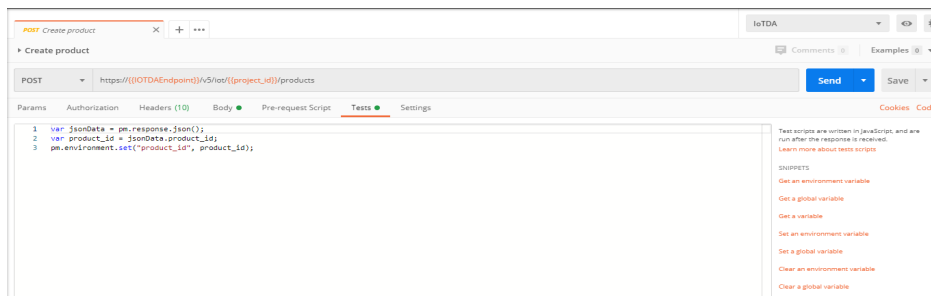 POST Create product
IoTDA
Create product
Comments 0
Examples 0
POST
https://{{IOTDAEndpoint}}/v5/iot/{{project_id}}/products
Send
Save
Params
Authorization
Headers (10)
Body
Pre-request Script
Tests
Settings
Cookies
Cod
1 var jsonData = pm.response.json();
2 var product_id = jsonData.product_id;
3 pm.environment.set("product_id", product_id);
Test scripts are written in JavaScript, and are
run after the response is received.
Learn more about tests scripts
SNIPPETS
Get an environment variable
Get a global variable
Get a variable
Set an environment variable
Set a global variable
Clear an environment variable
Clear a global variable